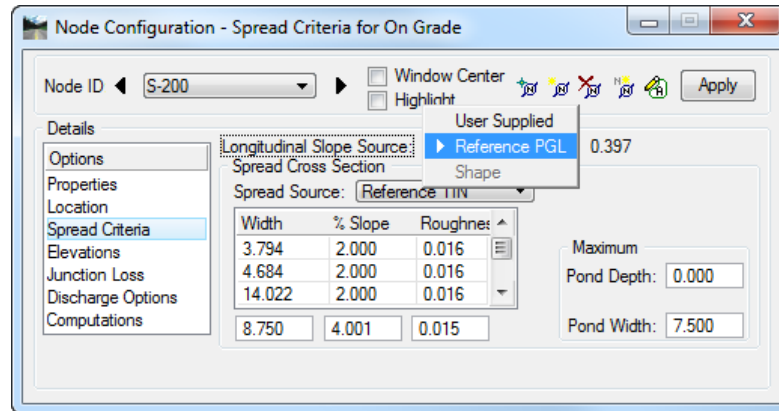 Node Configuration - Spread Criteria for On Grade
Node ID S-200 Window Center Apply
Highlight
User Supplied
Details
Longitudinal Slope Source: Reference PGL 0.397
Options
Spread Cross Section
Shape
Properties
Spread Source: Reference TIN
Location
Spread Criteria
Width % Slope
Elevations
3.794 2.000 0.016
Maximum
Junction Loss
4.684 2.000 0.016
Pond Depth: 0.000
Discharge Options
14.022 2.000 0.016
Computations
8.750 4.001 0.015
Pond Width: 7.500